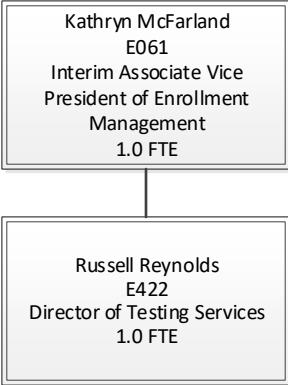 Kathryn McFarland
E061
Interim Associate Vice
President of Enrollment
Management
1.0 FTE
Russell Reynolds
E422
Director of Testing Services
1.0 FTE